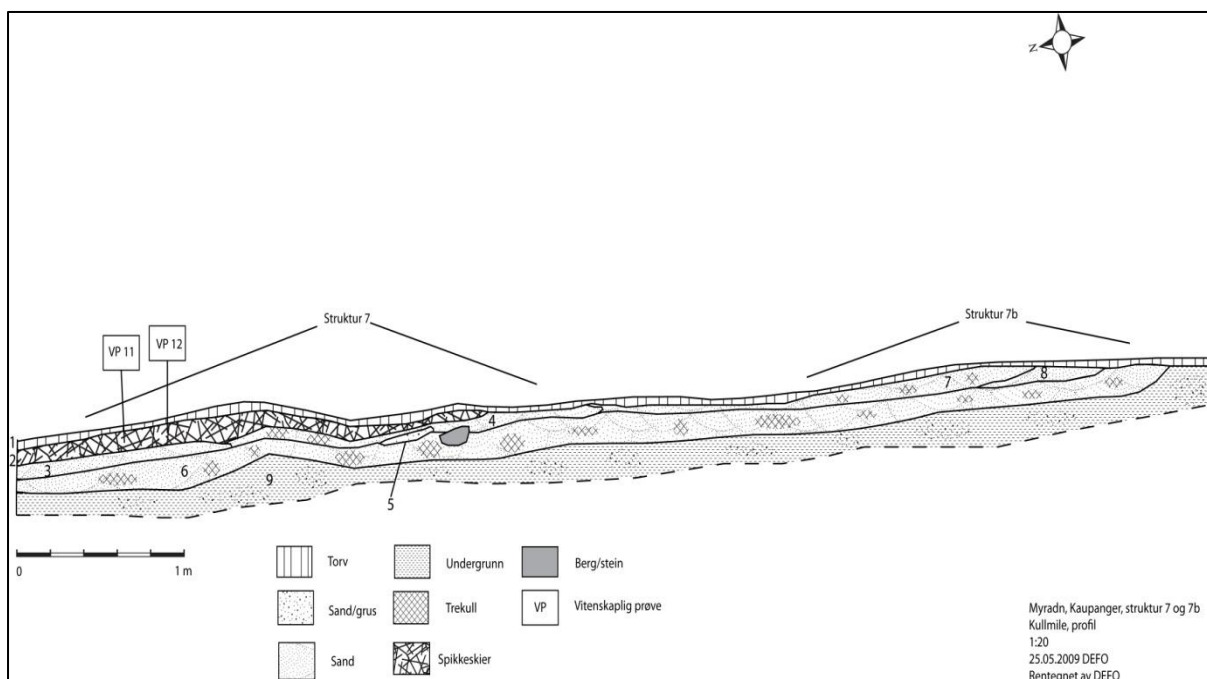 N
Struktur 7
Struktur 7b
VP 11
VP 12
1
2
3
4
5
6
7
8
9
0
1 m
Torv
Undergrunn
Berg/stein
Sand/grus
Trekull
VP
Vitenskaplig prøve
Sand
Spikkeskier
Myradn, Kaupanger, struktur 7 og 7b
Kullmile, profil
1:20
25.05.2009 DEFO
Rentegnet av DEFO